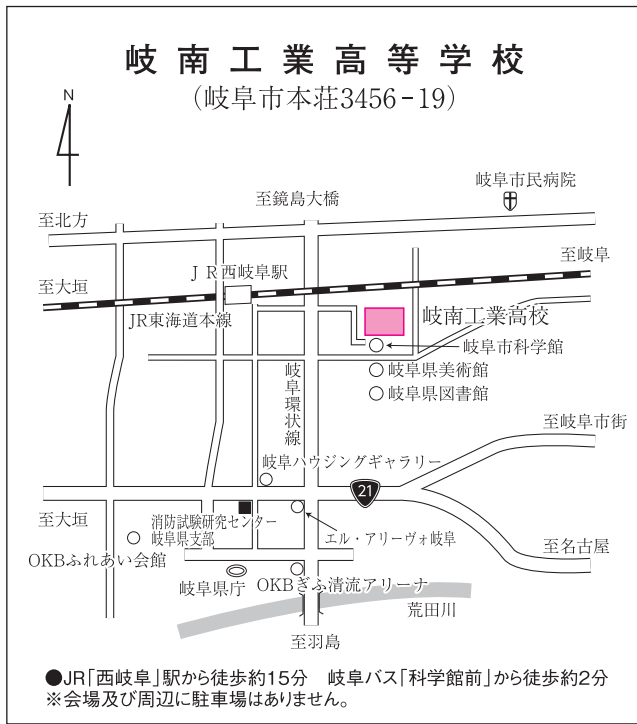 岐南工業高等学校
(岐阜市本荘3456-19)
N
岐阜市民病院
至鏡島大橋
至北方
至岐阜
JR西岐阜駅
至大垣
JR東海道本線
岐南工業高校
岐阜市科学館
岐阜県美術館
岐阜県図書館
岐阜環状線
至岐阜市街
岐阜ハウジングギャラリー
21
至大垣
消防試験研究センター
岐阜県支部
エル・アリーヴォ岐阜
至名古屋
OKBふれあい会館
岐阜県庁
OKBぎふ清流アリーナ
荒田川
至羽島
●JR「西岐阜」駅から徒歩約15分　岐阜バス「科学館前」から徒歩約2分
※会場及び周辺に駐車場はありません。